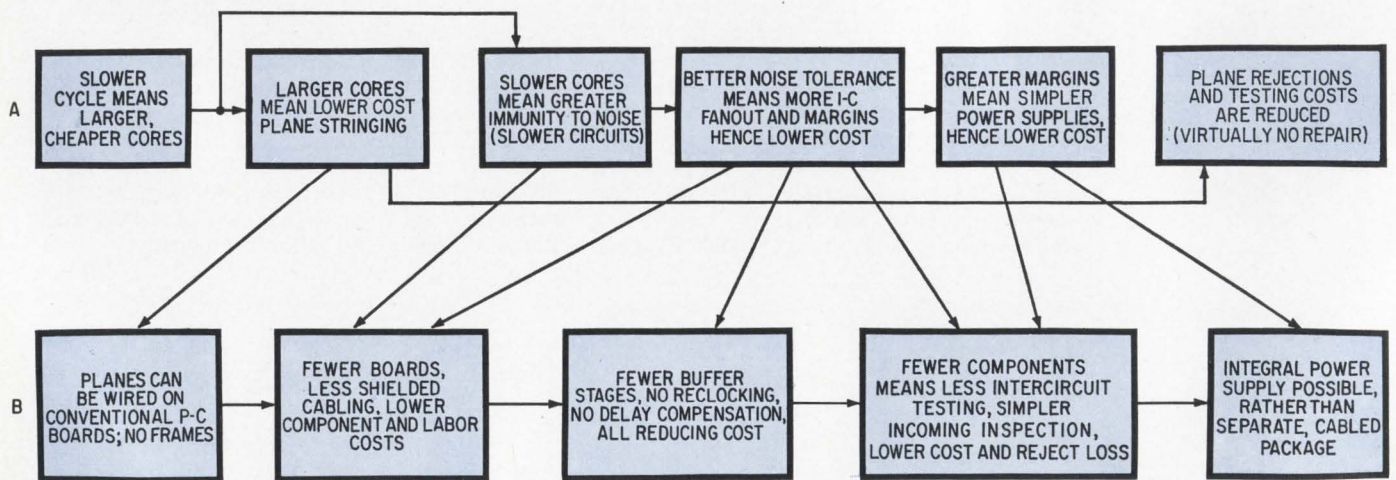 A
SLOWER
CYCLE MEANS
LARGER,
CHEAPER CORES
LARGER CORES
MEAN LOWER COST
PLANE STRINGING
SLOWER CORES
MEAN GREATER
IMMUNITY TO NOISE
(SLOWER CIRCUITS)
BETTER NOISE TOLERANCE
MEANS MORE I-C
FANOUT AND MARGINS
HENCE LOWER COST
GREATER MARGINS
MEAN SIMPLER
POWER SUPPLIES,
HENCE LOWER COST
PLANE REJECTIONS
AND TESTING COSTS
ARE REDUCED
(VIRTUALLY NO REPAIR)
B
PLANES CAN
BE WIRED ON
CONVENTIONAL P-C
BOARDS; NO FRAMES
FEWER BOARDS,
LESS SHIELDED
CABLING, LOWER
COMPONENT AND LABOR
COSTS
FEWER BUFFER
STAGES, NO RECLOCKING,
NO DELAY COMPENSATION,
ALL REDUCING COST
FEWER COMPONENTS
MEANS LESS INTERCIRCUIT
TESTING, SIMPLER
INCOMING INSPECTION,
LOWER COST AND REJECT LOSS
INTEGRAL POWER
SUPPLY POSSIBLE,
RATHER THAN
SEPARATE, CABLED
PACKAGE